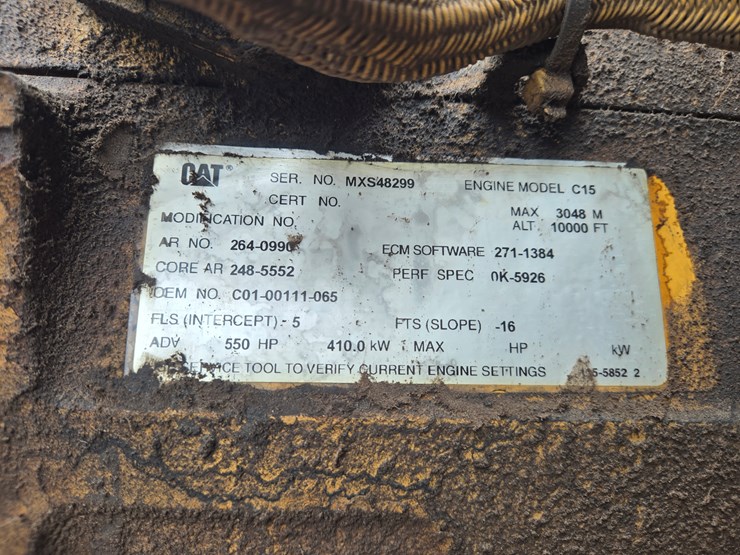 CAT® SER. NO. MXS48299 ENGINE MODEL C15
CERT NO.
MODIFICATION NO. MAX 3048 M
ALT. 10000 FT
AR NO. 264-0990 ECM SOFTWARE 271-1384
CORE AR 248-5552 PERF SPEC 0K-5926
OEM NO. C01-00111-065
FLS (INTERCEPT) - 5 FTS (SLOPE) -16
ADV 550 HP 410.0 kW MAX HP kW
SERVICE TOOL TO VERIFY CURRENT ENGINE SETTINGS 5-5852 2